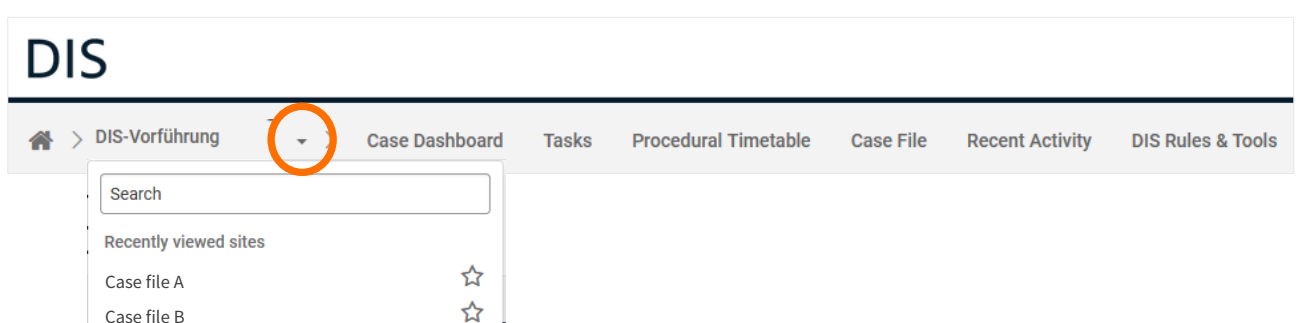 DIS
DIS-Vorführung Case Dashboard Tasks Procedural Timetable Case File Recent Activity DIS Rules & Tools
Search
Recently viewed sites
Case file A
Case file B